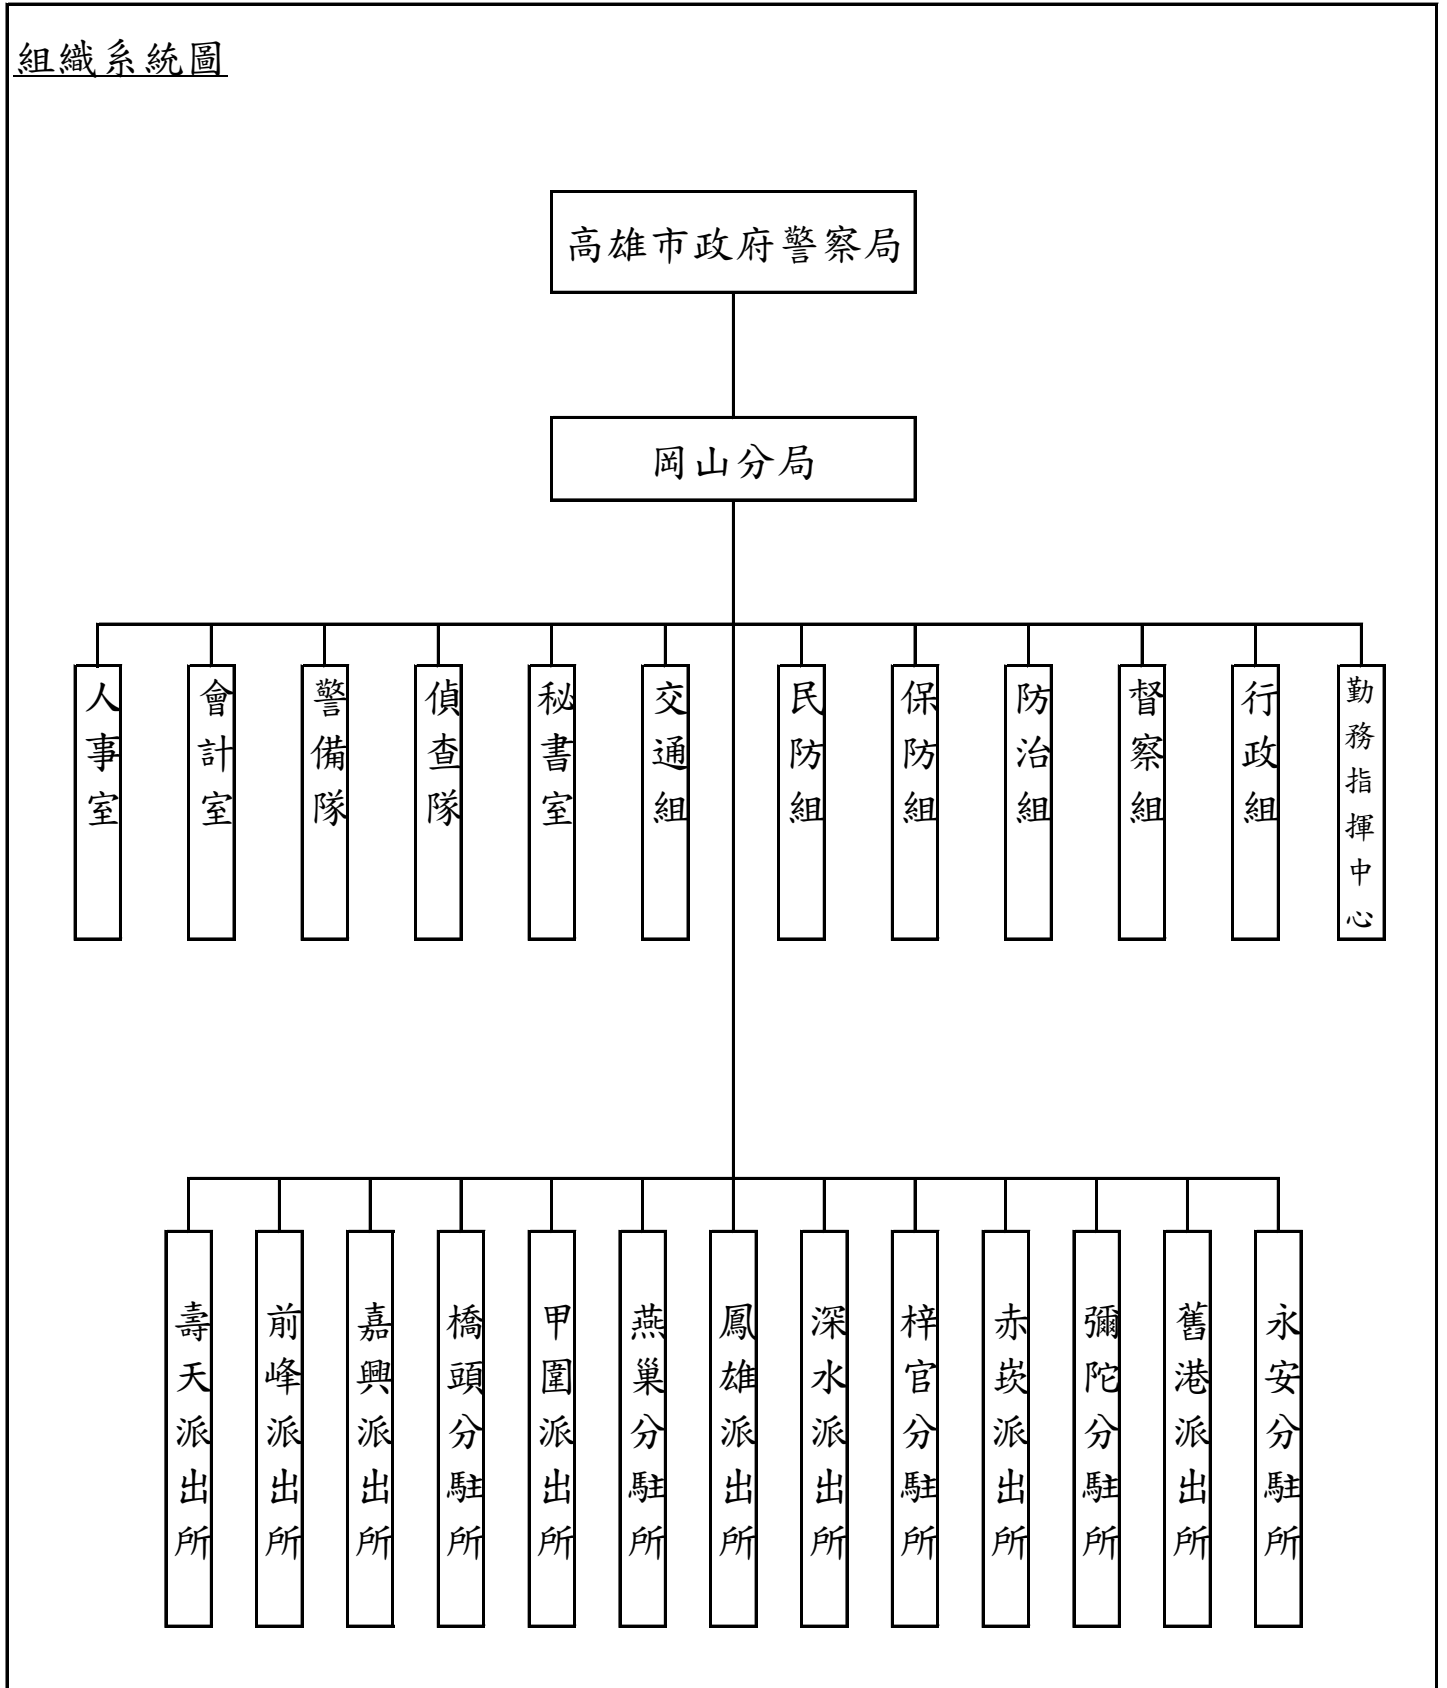 組織系統圖
高雄市政府警察局
岡山分局
人事室
會計室
警備隊
偵查隊
秘書室
交通組
民防組
保防組
防治組
督察組
行政組
勤務指揮中心
壽天派出所
前峰派出所
嘉興派出所
橋頭分駐所
甲圍派出所
燕巢分駐所
鳳雄派出所
深水派出所
梓官分駐所
赤崁派出所
彌陀分駐所
舊港派出所
永安分駐所